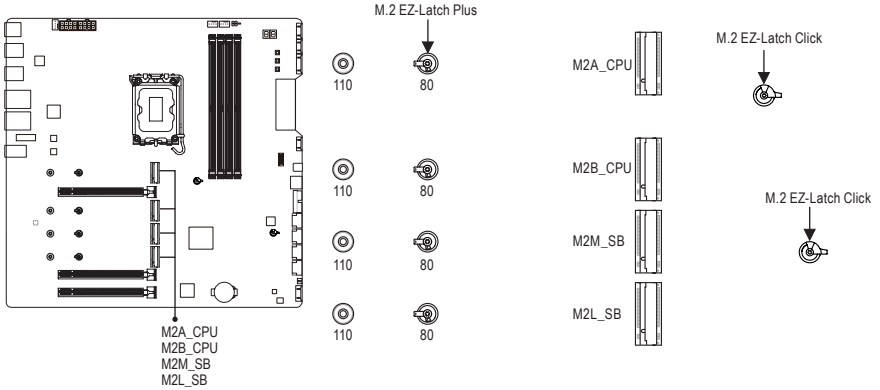 M.2 EZ-Latch Plus
110
80
M2A_CPU
M.2 EZ-Latch Click
110
80
M2B_CPU
M.2 EZ-Latch Click
110
80
M2M_SB
110
80
M2L_SB
M2A_CPU
M2B_CPU
M2M_SB
M2L_SB